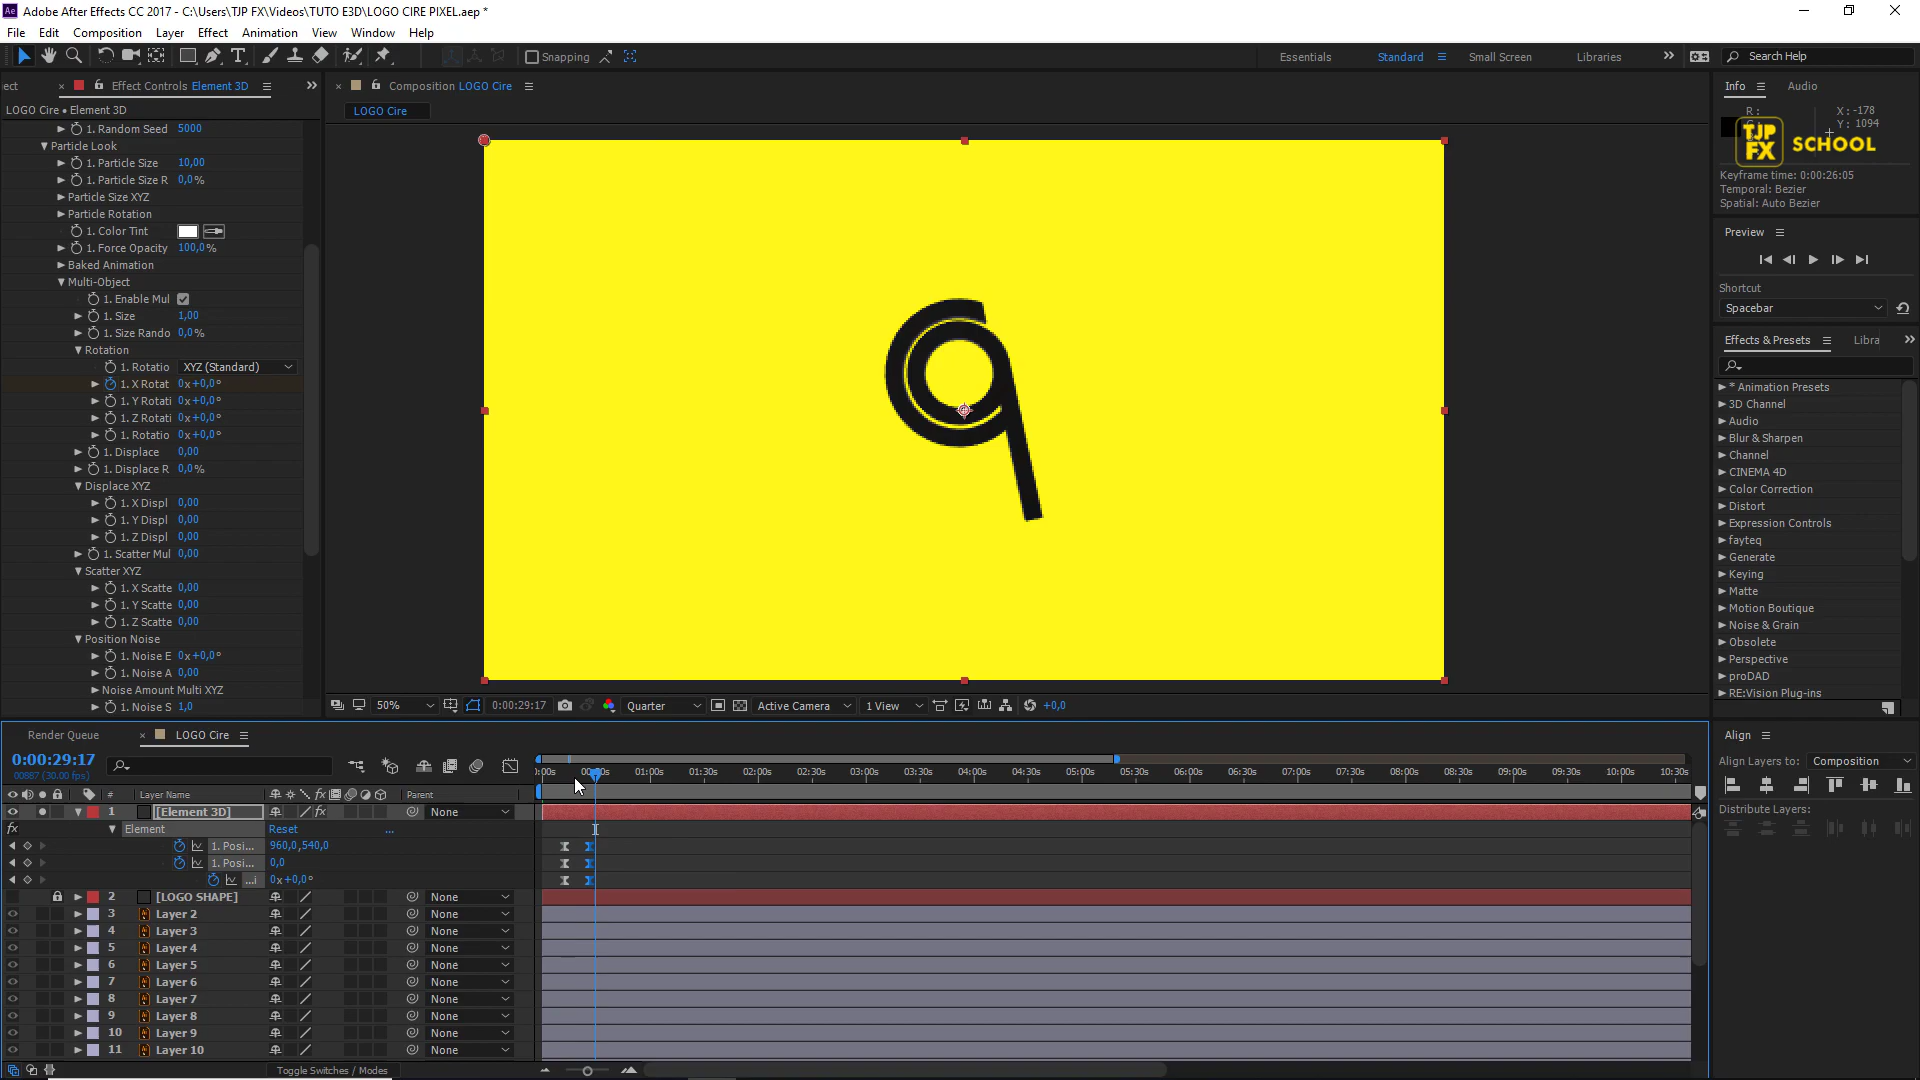 Adobe After Effects CC 2017 - C:\Users\TJP FX\Videos\TUTO E3D\LOGO CIRE PIXEL.aep *
File Edit Composition Layer Effect Animation View Window Help
Snapping
Essentials Standard Small Screen Libraries Search Help
ect Effect Controls Element 3D
LOGO Cire • Element 3D
1. Random Seed 5000
Particle Look
1. Particle Size 10,00
1. Particle Size R 0,0%
Particle Size XYZ
Particle Rotation
1. Color Tint
1. Force Opacity 100,0%
Baked Animation
Multi-Object
1. Enable Mul
1. Size 1,00
1. Size Rando 0,0%
Rotation
1. Rotatio XYZ (Standard)
1. X Rotat 0x+0,0°
1. Y Rotati 0x+0,0°
1. Z Rotati 0x+0,0°
1. Rotatio 0x+0,0°
1. Displace 0,00
1. Displace R 0,0%
Displace XYZ
1. X Displ 0,00
1. Y Displ 0,00
1. Z Displ 0,00
1. Scatter Mul 0,00
Scatter XYZ
1. X Scatte 0,00
1. Y Scatte 0,00
1. Z Scatte 0,00
Position Noise
1. Noise E 0x+0,0°
1. Noise A 0,00
Noise Amount Multi XYZ
1. Noise S 1,0
Composition LOGO Cire
LOGO Cire
50% 0:00:29:17 Quarter Active Camera 1 View +0,0
Info Audio
R: X: -178
Y: 1094
TJP FX SCHOOL
Keyframe time: 0:00:26:05
Temporal: Bezier
Spatial: Auto Bezier
Preview
Shortcut
Spacebar
Effects & Presets Libra
* Animation Presets
3D Channel
Audio
Blur & Sharpen
Channel
CINEMA 4D
Color Correction
Distort
Expression Controls
fayteq
Generate
Keying
Matte
Motion Boutique
Noise & Grain
Obsolete
Perspective
proDAD
RE:Vision Plug-ins
Align
Align Layers to: Composition
Distribute Layers:
Render Queue LOGO Cire
0:00:29:17
00887 (30.00 fps)
:00s 00:30s 01:00s 01:30s 02:00s 02:30s 03:00s 03:30s 04:00s 04:30s 05:00s 05:30s 06:00s 06:30s 07:00s 07:30s 08:00s 08:30s 09:00s 09:30s 10:00s 10:30s
# Layer Name fx Parent
1 [Element 3D] fx None
fx Element Reset ...
1. Posi... 960,0,540,0
1. Posi... 0,0
...i 0x+0,0°
2 [LOGO SHAPE] None
3 Layer 2 None
4 Layer 3 None
5 Layer 4 None
6 Layer 5 None
7 Layer 6 None
8 Layer 7 None
9 Layer 8 None
10 Layer 9 None
11 Layer 10 None
Toggle Switches / Modes